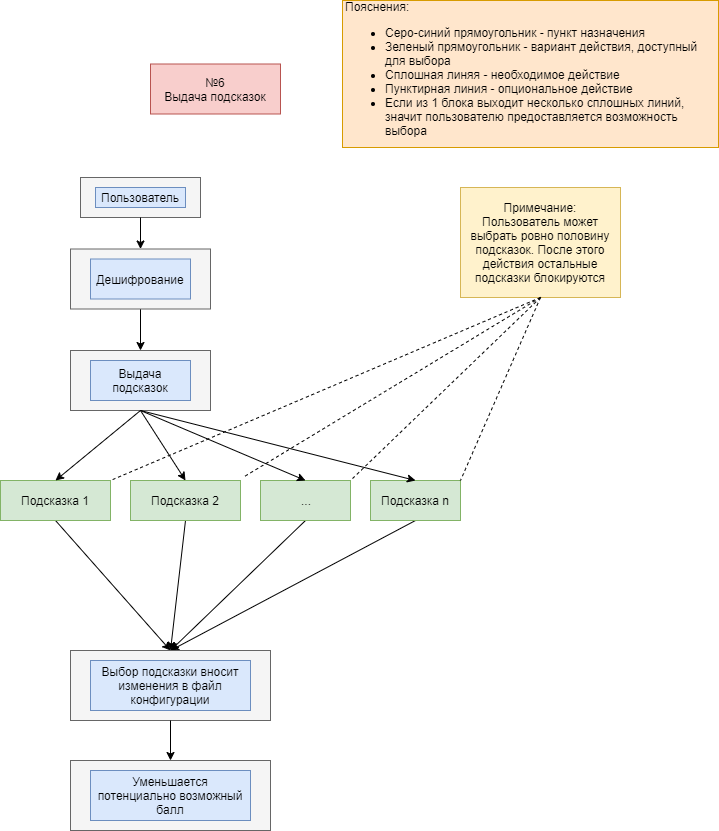 Пояснения:
Серо-синий прямоугольник - пункт назначения
Зеленый прямоугольник - вариант действия, доступный
для выбора
Сплошная линяя - необходимое действие
Пунктирная линия - опциональное действие
Если из 1 блока выходит несколько сплошных линий,
значит пользователю предоставляется возможность
выбора
№6
Выдача подсказок
Пользователь
Примечание:
Пользователь может
выбрать ровно половину
подсказок. После этого
действия остальные
подсказки блокируются
Дешифрование
Выдача
подсказок
Подсказка 1
Подсказка 2
...
Подсказка n
Выбор подсказки вносит
изменения в файл
конфигурации
Уменьшается
потенциально возможный
балл